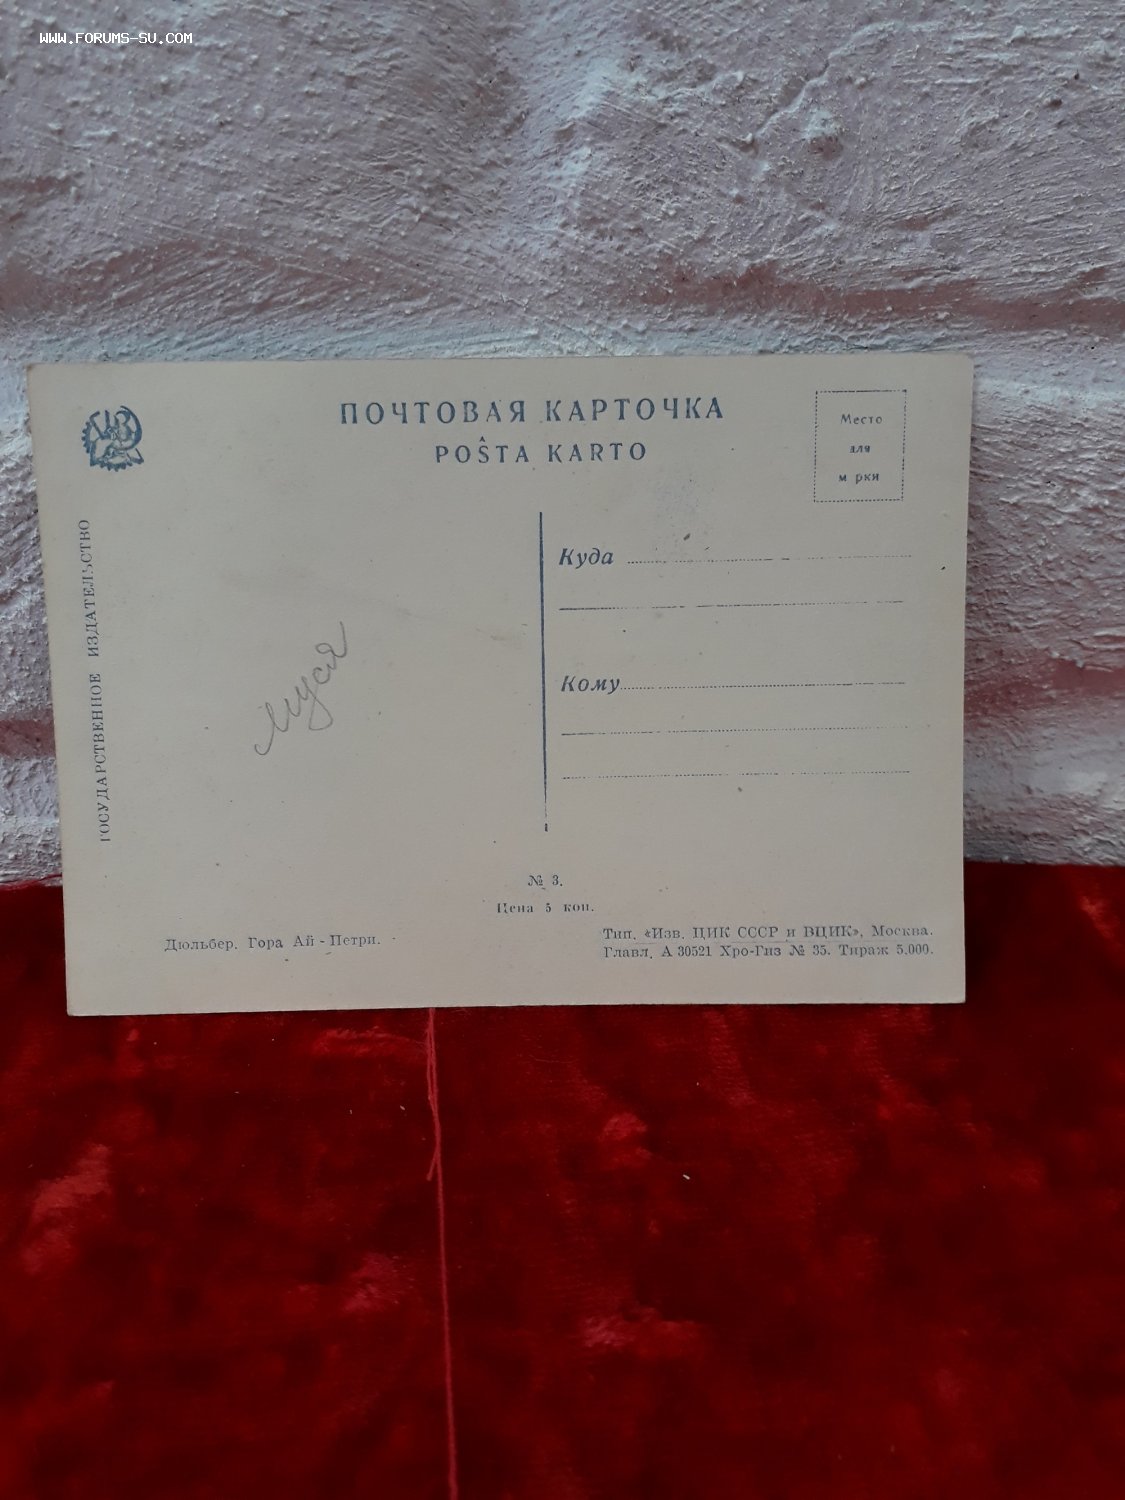 WWW.FORUMS-SU.COM
ПОЧТОВАЯ КАРТОЧКА
POŜTA KARTO
Место
для
м рки
ГОСУДАРСТВЕННОЕ ИЗДАТЕЛЬСТВО
Куда
Кому
Муся
№ 3.
Цена 5 коп.
Дюльбер. Гора Ай - Петри.
Тип. «Изв. ЦИК СССР и ВЦИК», Москва.
Главл. А 30521 Хро-Гиз № 35. Тираж 5.000.